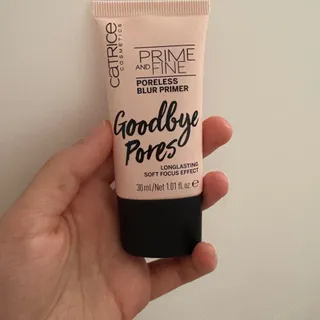 CATRICE
COSMETICS
PRIME
AND FINE
PORELESS
BLUR PRIMER
Goodbye
Pores
LONGLASTING
SOFT FOCUS EFFECT
30 ml/Net 1.01 fl.oz ℮